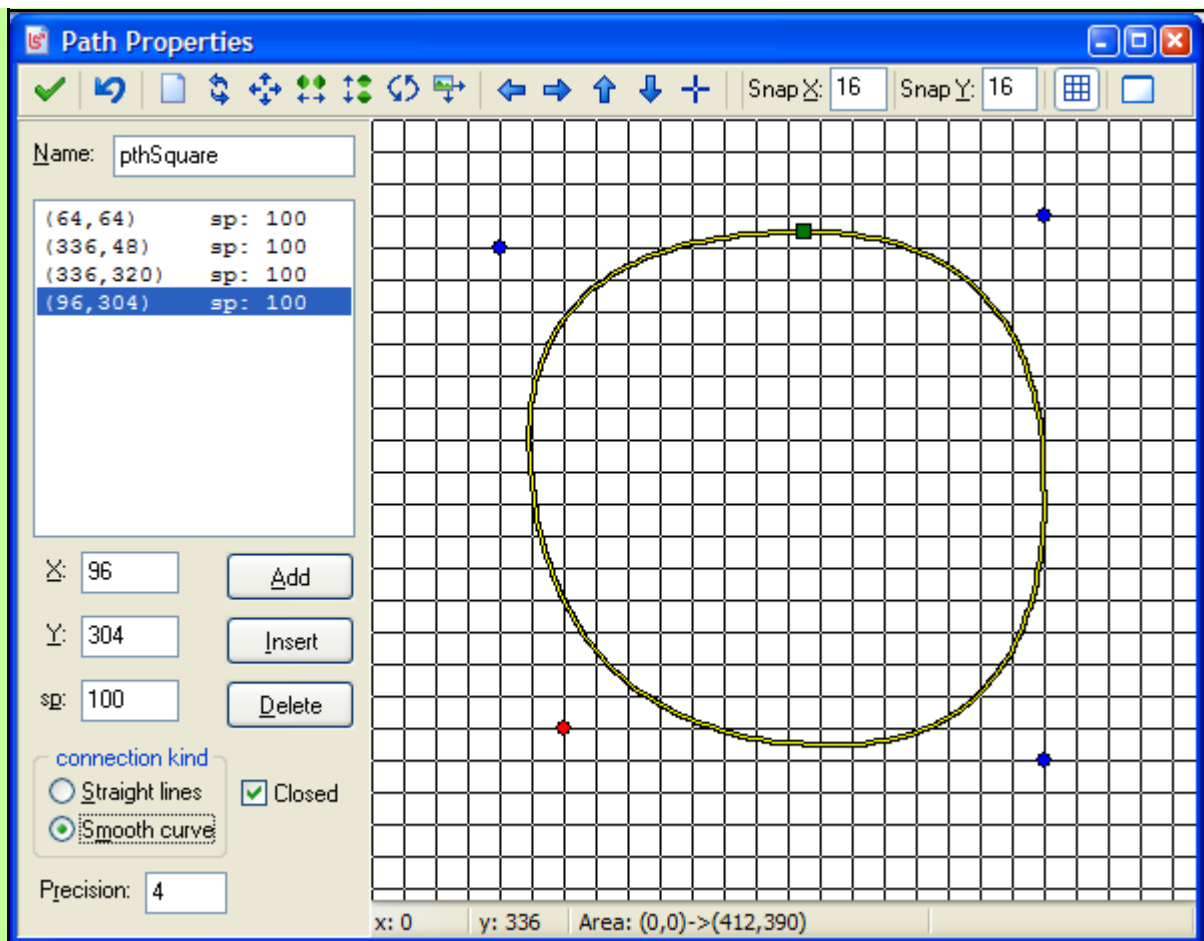 Path Properties
Snap X: 16 Snap Y: 16
Name: pthSquare
(64,64) sp: 100
(336,48) sp: 100
(336,320) sp: 100
(96,304) sp: 100
X: 96 Add
Y: 304 Insert
sp: 100 Delete
connection kind
Straight lines Closed
Smooth curve
Precision: 4
x: 0 y: 336 Area: (0,0)->(412,390)